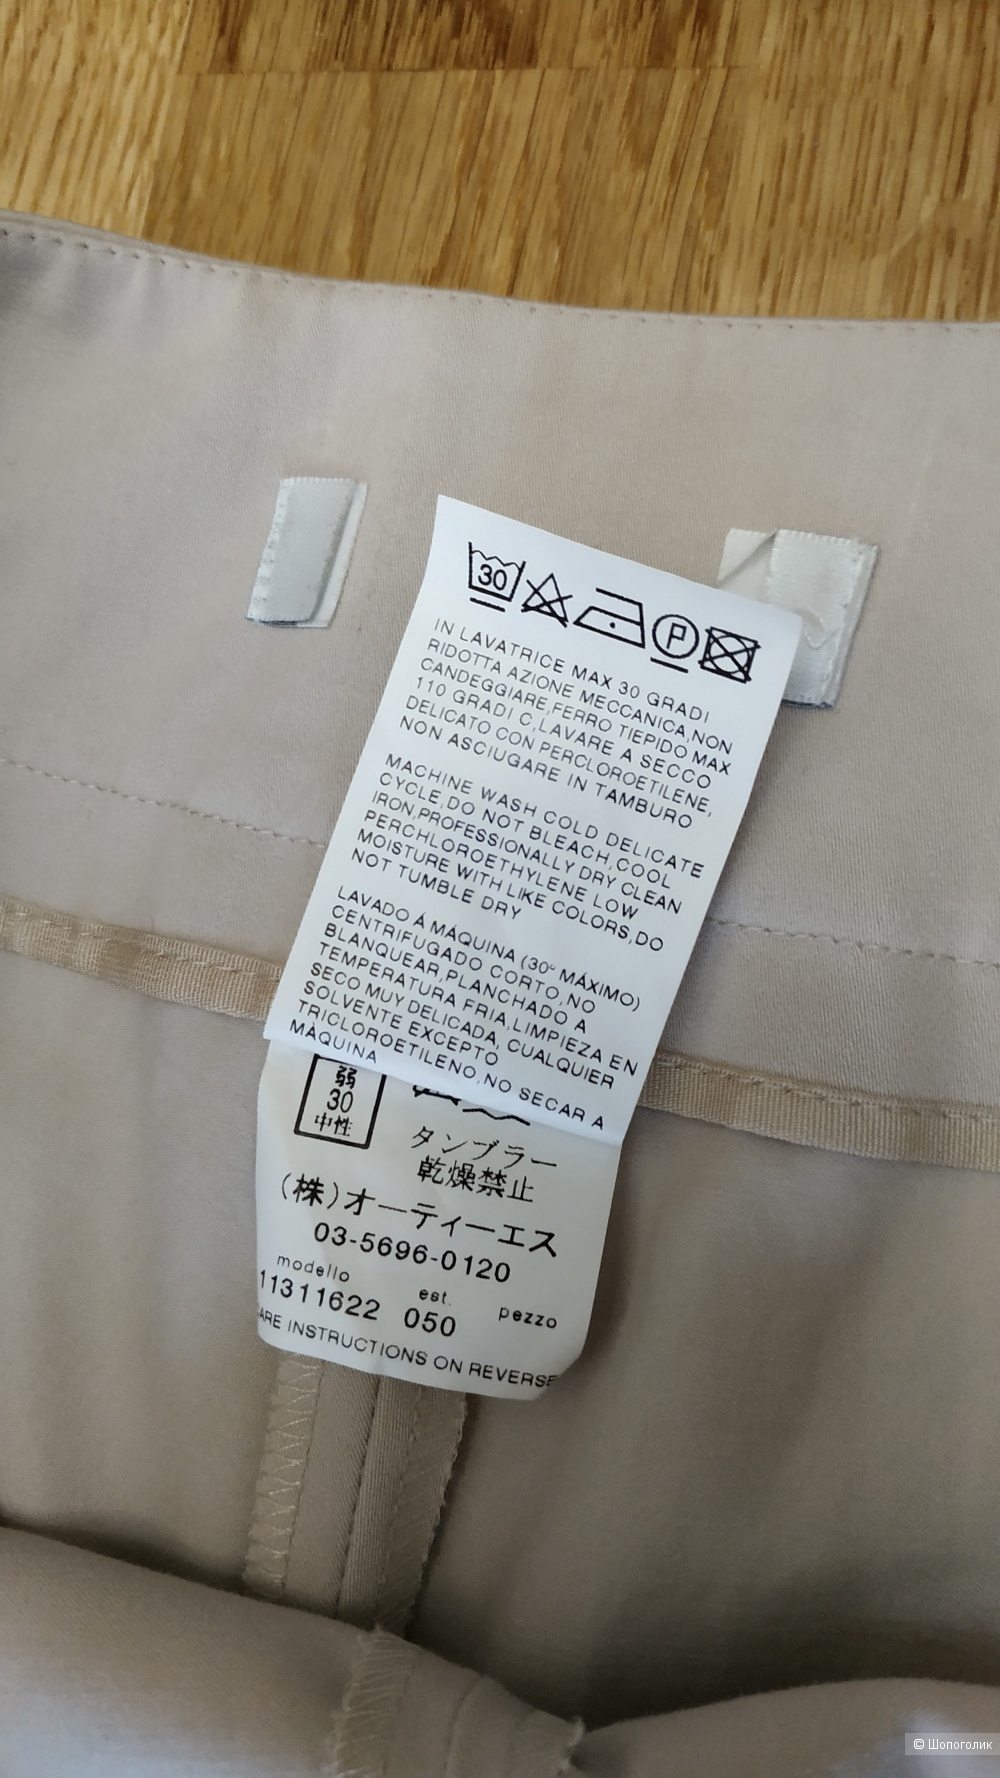 30
P
IN LAVATRICE MAX 30 GRADI
RIDOTTA AZIONE MECCANICA,NON
CANDEGGIARE,FERRO TIEPIDO MAX
110 GRADI C,LAVARE A SECCO
DELICATO CON PERCLOROETILENE,
NON ASCIUGARE IN TAMBURO
MACHINE WASH COLD DELICATE
CYCLE,DO NOT BLEACH,COOL
IRON,PROFESSIONALLY DRY CLEAN
PERCHLOROETHYLENE LOW
MOISTURE WITH LIKE COLORS,DO
NOT TUMBLE DRY
LAVADO Á MÁQUINA (30° MÁXIMO)
CENTRIFUGADO CORTO,NO
BLANQUEAR,PLANCHADO A
TEMPERATURA FRIA,LIMPIEZA EN
SECO MUY DELICADA, CUALQUIER
SOLVENTE EXCEPTO
TRICLOROETILENO,NO SECAR A
MÀQUINA
弱
30
中性
タンブラー
乾燥禁止
(株)オーティーエス
03-5696-0120
modello est. pezzo
11311622 050
ARE INSTRUCTIONS ON REVERSE
© Шопоголик